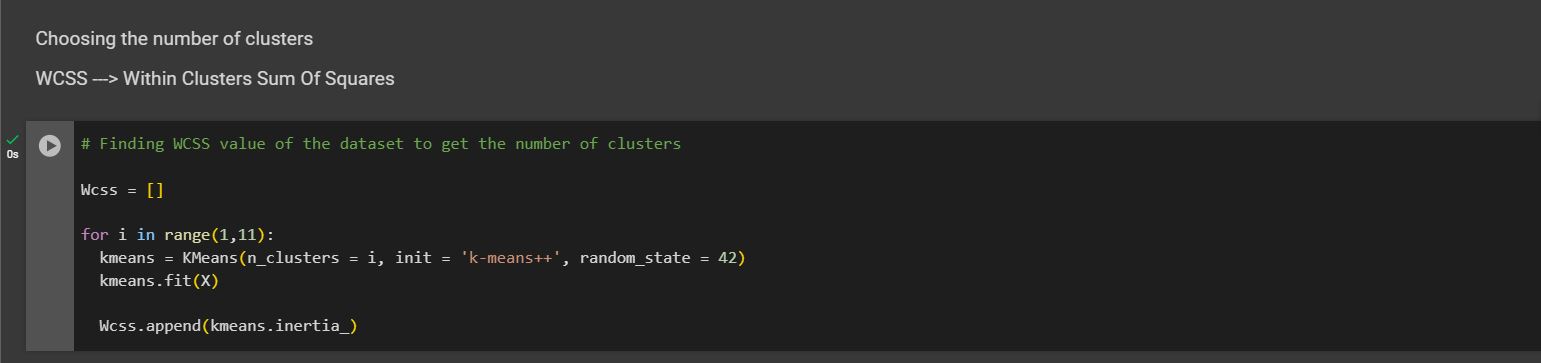 Choosing the number of clusters
WCSS ---> Within Clusters Sum Of Squares
0s
# Finding WCSS value of the dataset to get the number of clusters
Wcss = []
for i in range(1,11):
  kmeans = KMeans(n_clusters = i, init = 'k-means++', random_state = 42)
  kmeans.fit(X)
  Wcss.append(kmeans.inertia_)